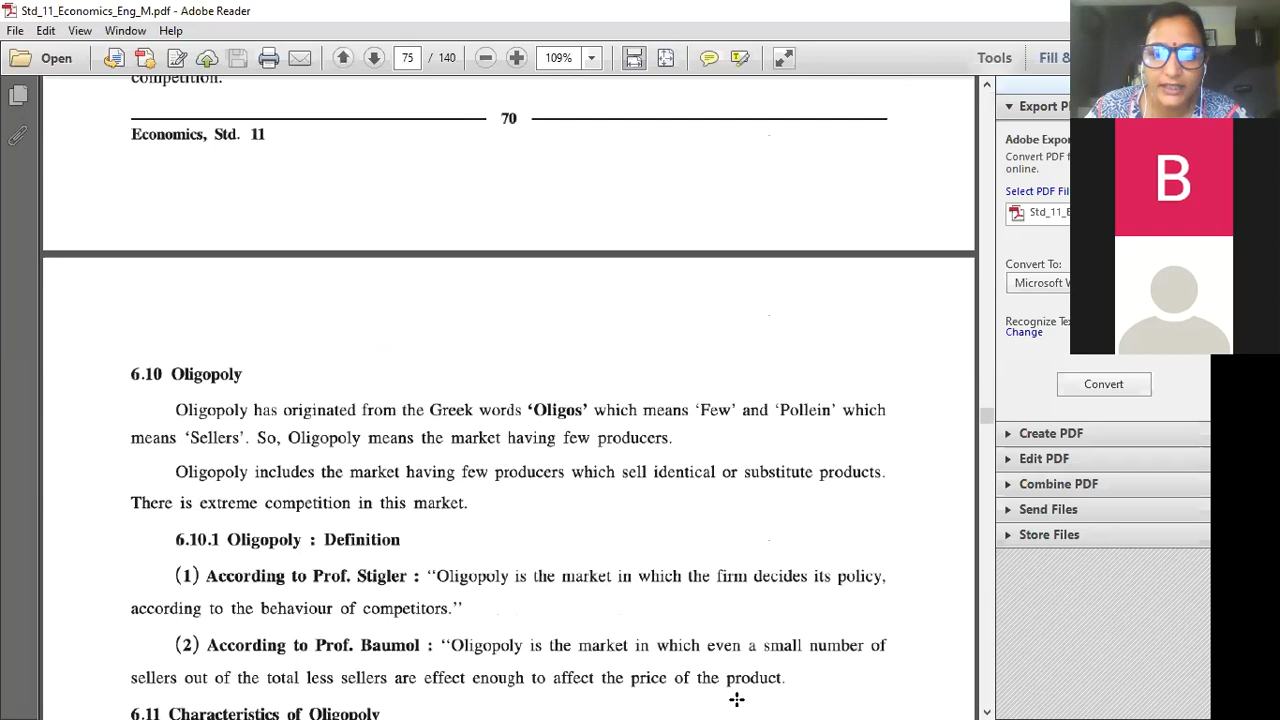 Std_11_Economics_Eng_M.pdf - Adobe Reader
File Edit View Window Help
Open 75 / 140 109% Tools Fill &
competition.
70
Economics, Std. 11
6.10 Oligopoly
Oligopoly has originated from the Greek words ‘Oligos’ which means ‘Few’ and ‘Pollein’ which
means ‘Sellers’. So, Oligopoly means the market having few producers.
Oligopoly includes the market having few producers which sell identical or substitute products.
There is extreme competition in this market.
6.10.1 Oligopoly : Definition
(1) According to Prof. Stigler : “Oligopoly is the market in which the firm decides its policy,
according to the behaviour of competitors.”
(2) According to Prof. Baumol : “Oligopoly is the market in which even a small number of
sellers out of the total less sellers are effect enough to affect the price of the product.
6.11 Characteristics of Oligopoly
Export
Adobe
Convert PDF
online.
Select PDF
Std_11_
Convert To:
Microsoft
Recognize
Change
Convert
Create PDF
Edit PDF
Combine PDF
Send Files
Store Files
B